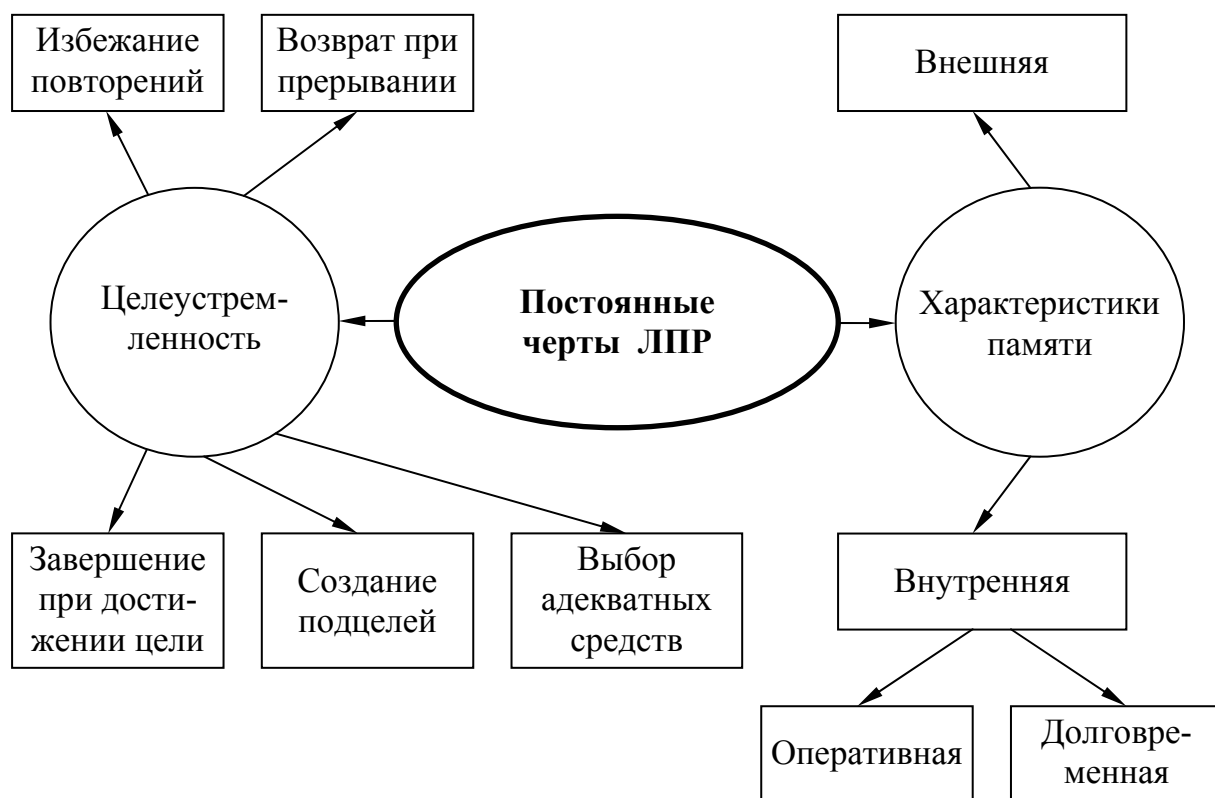 Избежание
повторений
Возврат при
прерывании
Внешняя
Целеустрем-
ленность
Постоянные
черты ЛПР
Характеристики
памяти
Завершение
при дости-
жении цели
Создание
подцелей
Выбор
адекватных
средств
Внутренняя
Оперативная
Долговре-
менная